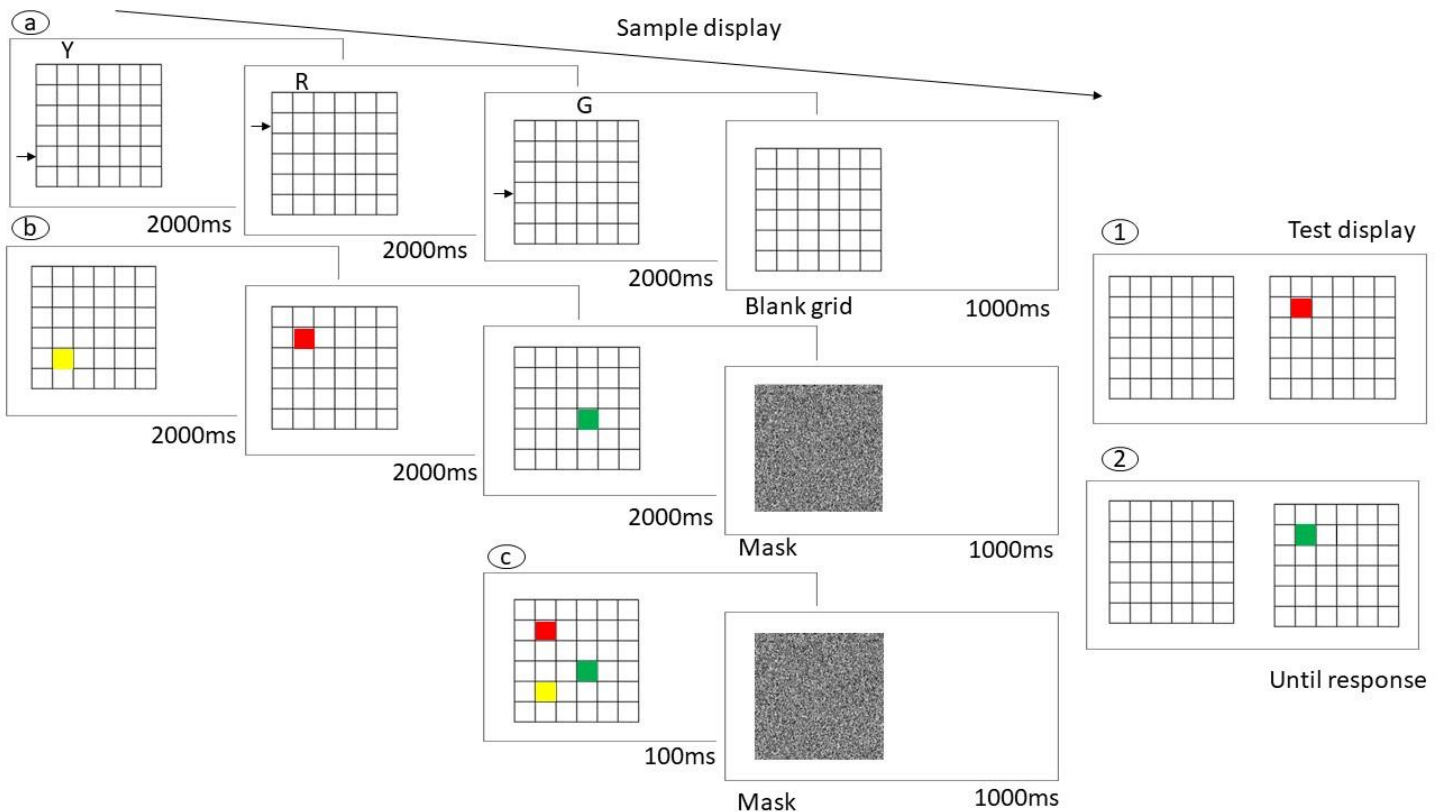 a
Sample display
Y
R
G
2000ms
2000ms
2000ms
Blank grid
1000ms
b
2000ms
2000ms
2000ms
Mask
1000ms
c
100ms
Mask
1000ms
1
Test display
2
Until response